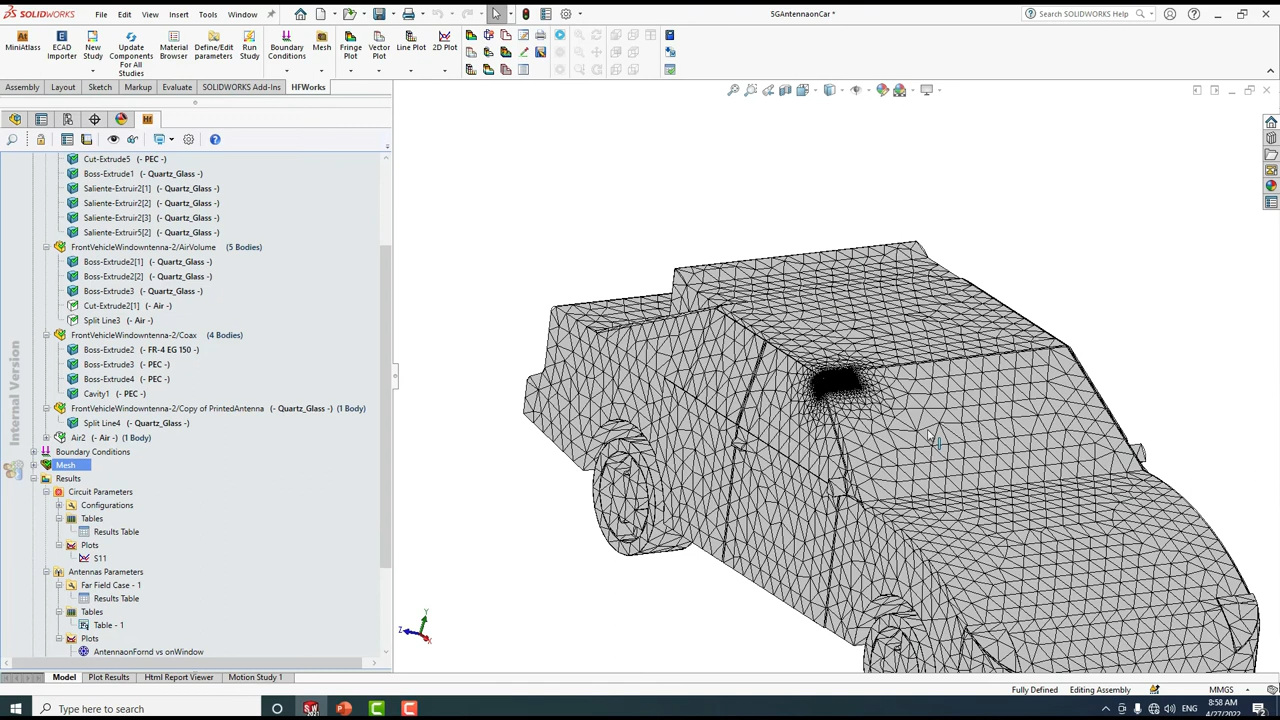 SOLIDWORKS File Edit View Insert Tools Window 5GAntennaonCar * Search SOLIDWORKS Help
MiniAtlass ECAD Importer New Study Update Components For All Studies Material Browser Define/Edit parameters Run Study Boundary Conditions Mesh Fringe Plot Vector Plot Line Plot 2D Plot
Assembly Layout Sketch Markup Evaluate SOLIDWORKS Add-Ins HFWorks
Cut-Extrude5 (- PEC -)
Boss-Extrude1 (- Quartz_Glass -)
Saliente-Extruir2[1] (- Quartz_Glass -)
Saliente-Extruir2[2] (- Quartz_Glass -)
Saliente-Extruir2[3] (- Quartz_Glass -)
Saliente-Extruir5[2] (- Quartz_Glass -)
FrontVehicleWindowntenna-2/AirVolume (5 Bodies)
Boss-Extrude2[1] (- Quartz_Glass -)
Boss-Extrude2[2] (- Quartz_Glass -)
Boss-Extrude3 (- Quartz_Glass -)
Cut-Extrude2[1] (- Air -)
Split Line3 (- Air -)
FrontVehicleWindowntenna-2/Coax (4 Bodies)
Boss-Extrude2 (- FR-4 EG 150 -)
Boss-Extrude3 (- PEC -)
Boss-Extrude4 (- PEC -)
Cavity1 (- PEC -)
FrontVehicleWindowntenna-2/Copy of PrintedAntenna (- Quartz_Glass -) (1 Body)
Split Line4 (- Quartz_Glass -)
Air2 (- Air -) (1 Body)
Boundary Conditions
Mesh
Results
Circuit Parameters
Configurations
Tables
Results Table
Plots
S11
Antennas Parameters
Far Field Case - 1
Results Table
Tables
Table - 1
Plots
AntennaonFornd vs onWindow
Internal Version
Y
Z
X
Model Plot Results Html Report Viewer Motion Study 1
Fully Defined Editing Assembly MMGS
Type here to search
ENG 8:58 AM
4/27/2022